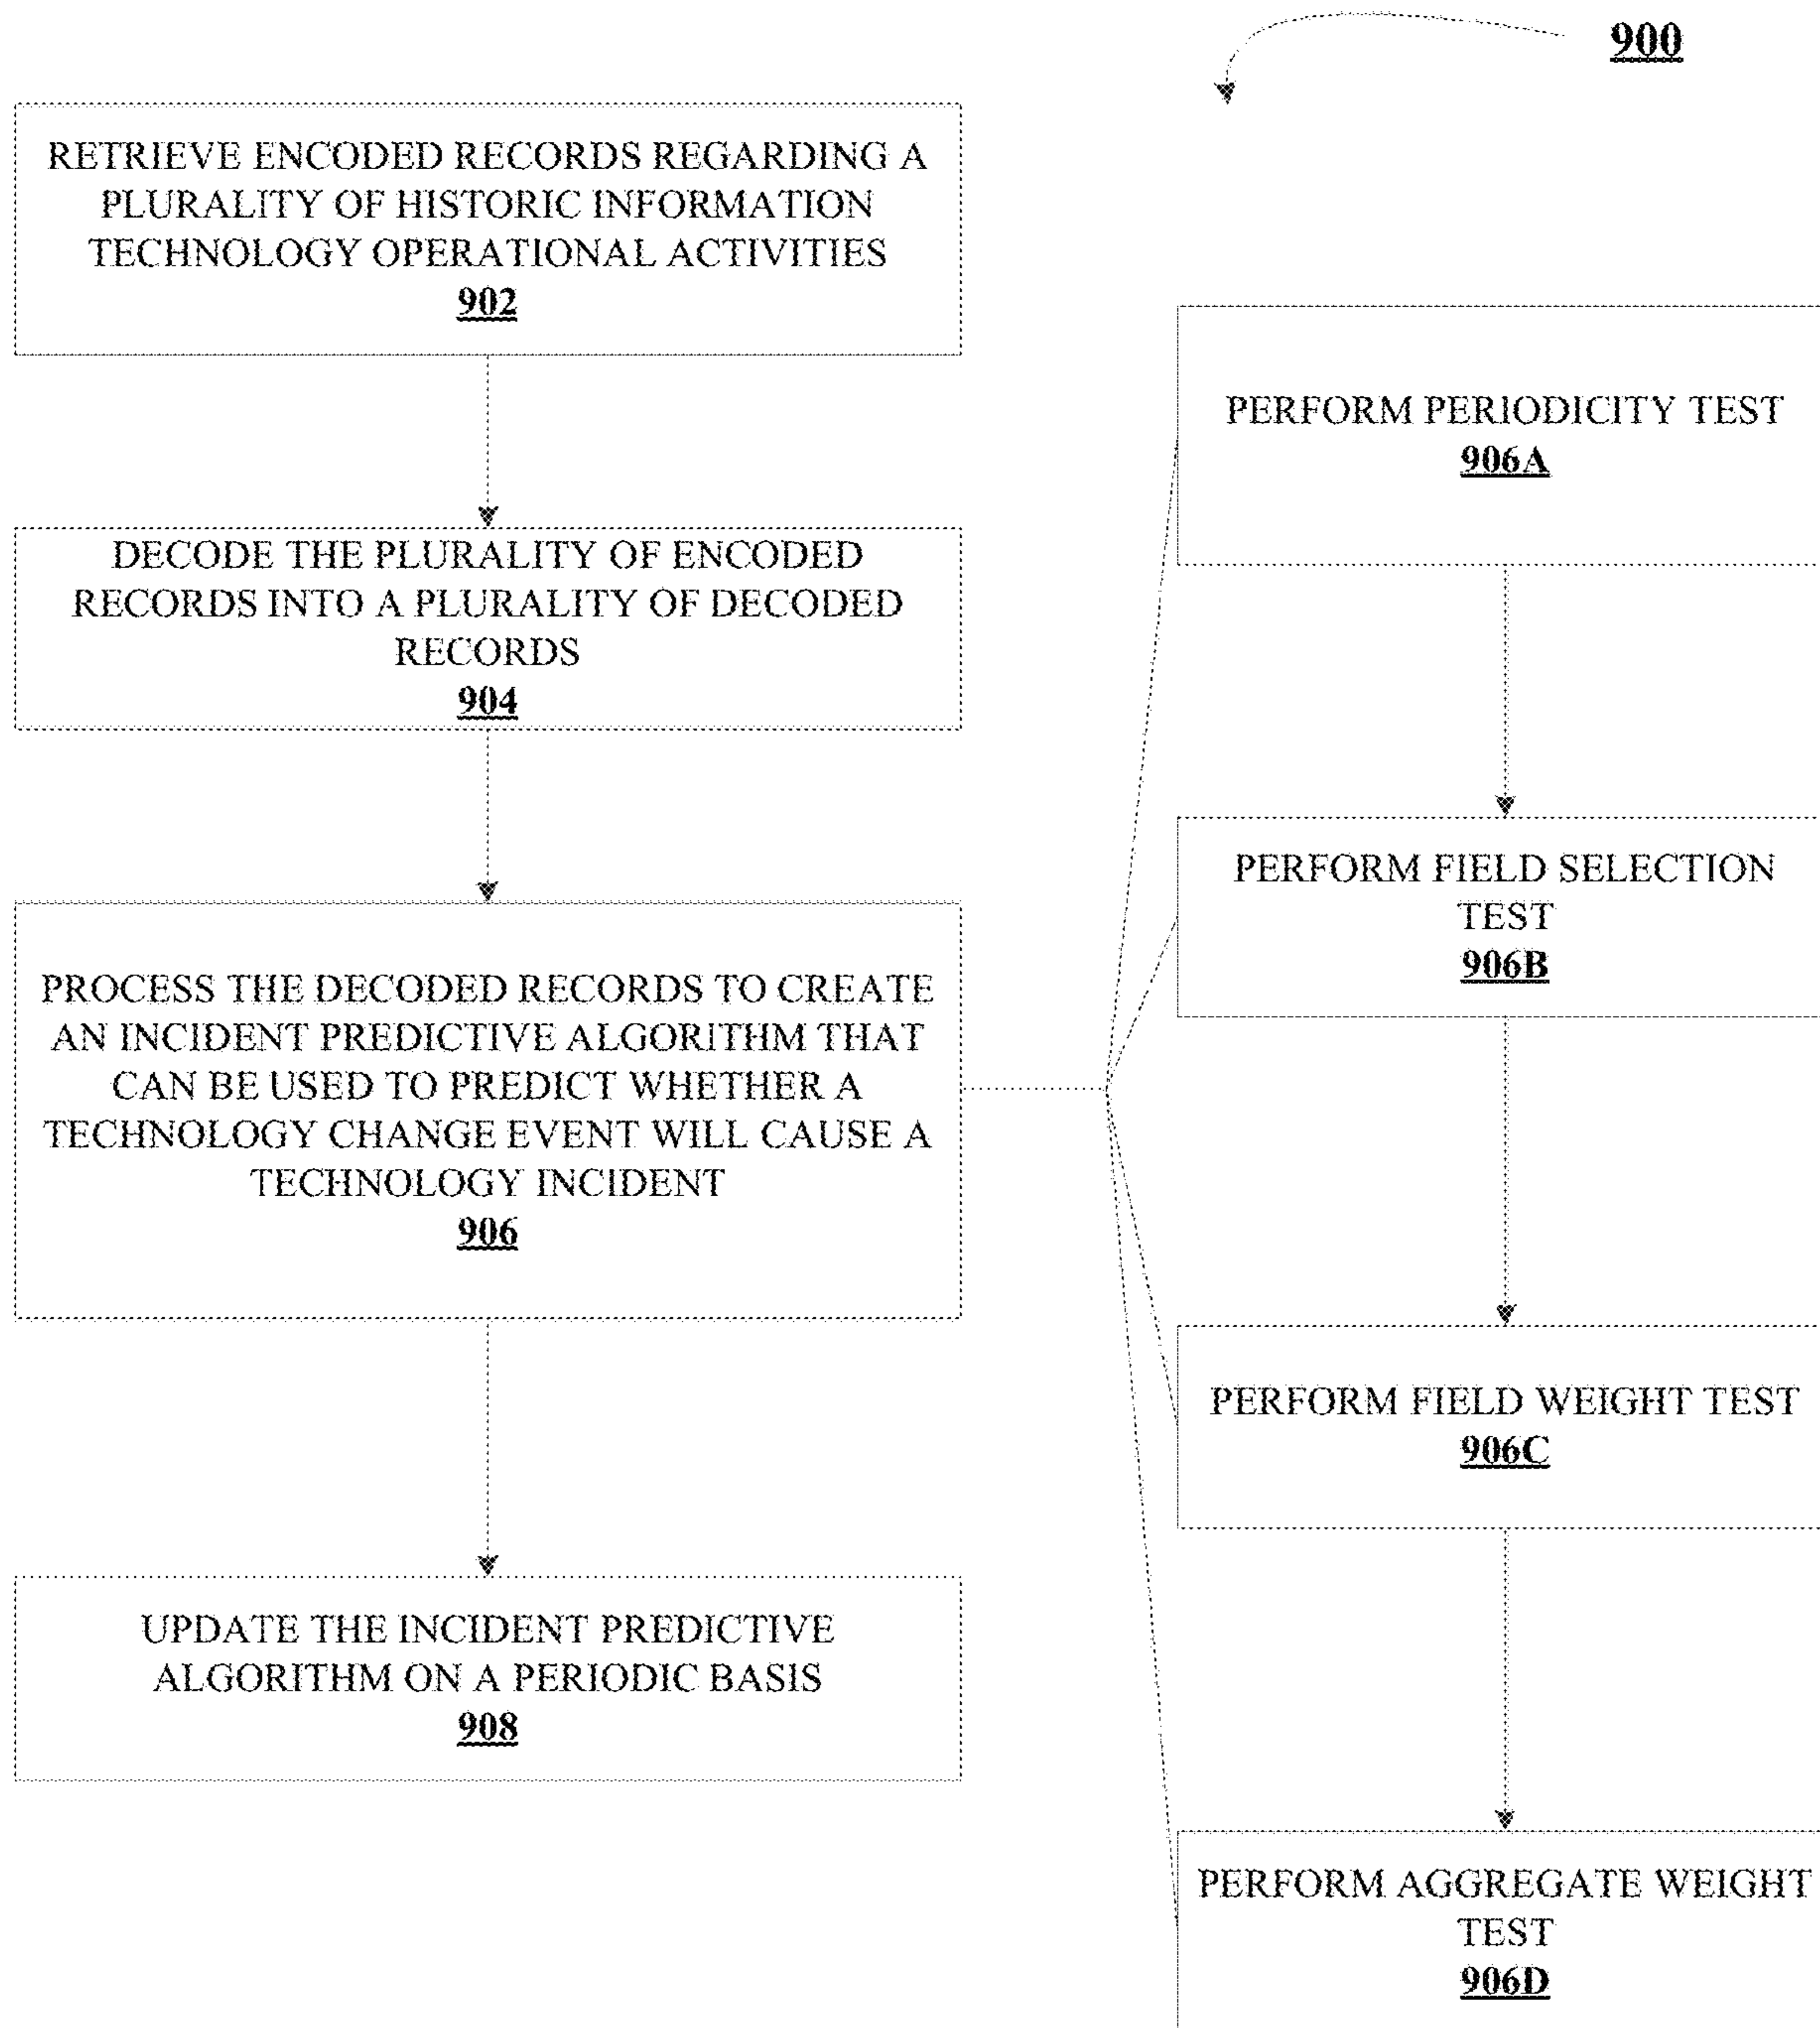 900
RETRIEVE ENCODED RECORDS REGARDING A
PLURALITY OF HISTORIC INFORMATION
TECHNOLOGY OPERATIONAL ACTIVITIES
902
DECODE THE PLURALITY OF ENCODED
RECORDS INTO A PLURALITY OF DECODED
RECORDS
904
PROCESS THE DECODED RECORDS TO CREATE
AN INCIDENT PREDICTIVE ALGORITHM THAT
CAN BE USED TO PREDICT WHETHER A
TECHNOLOGY CHANGE EVENT WILL CAUSE A
TECHNOLOGY INCIDENT
906
UPDATE THE INCIDENT PREDICTIVE
ALGORITHM ON A PERIODIC BASIS
908
PERFORM PERIODICITY TEST
906A
PERFORM FIELD SELECTION
TEST
906B
PERFORM FIELD WEIGHT TEST
906C
PERFORM AGGREGATE WEIGHT
TEST
906D